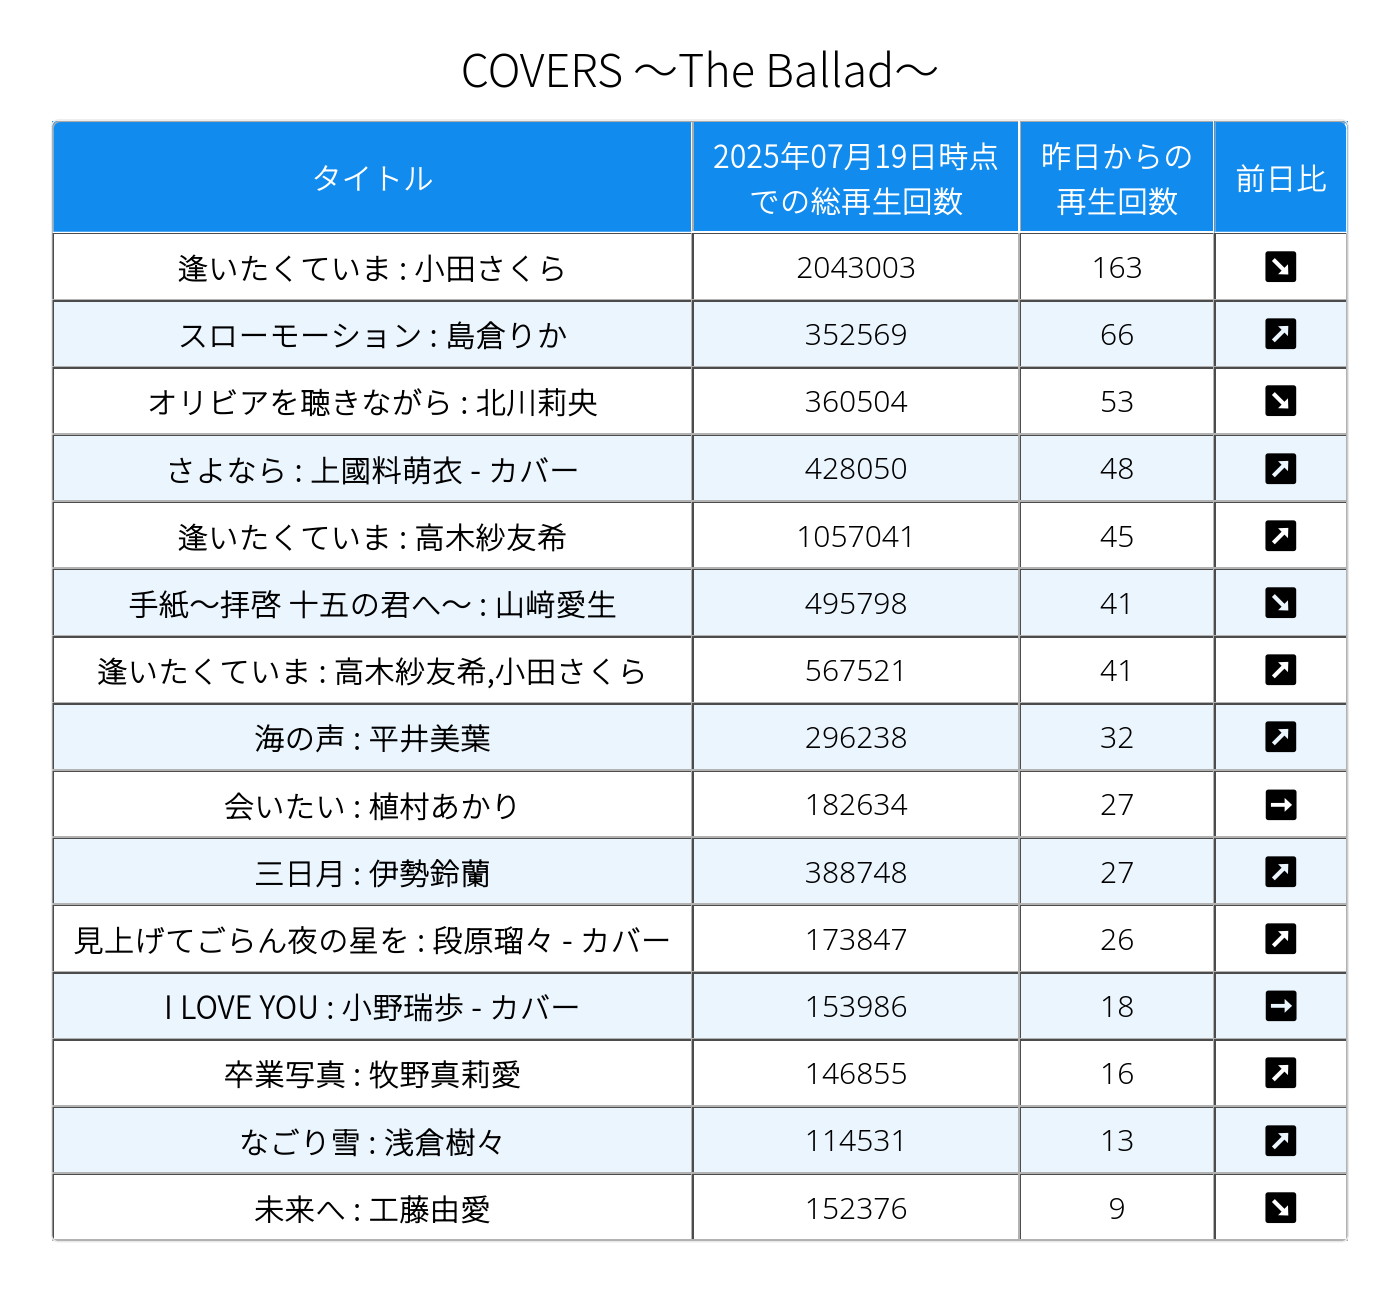 COVERS ～The Ballad～
タイトル 2025年07月19日時点での総再生回数 昨日からの再生回数 前日比
逢いたくていま : 小田さくら 2043003 163 ↘
スローモーション : 島倉りか 352569 66 ↗
オリビアを聴きながら : 北川莉央 360504 53 ↘
さよなら : 上國料萌衣 - カバー 428050 48 ↗
逢いたくていま : 高木紗友希 1057041 45 ↗
手紙～拝啓 十五の君へ～ : 山﨑愛生 495798 41 ↘
逢いたくていま : 高木紗友希,小田さくら 567521 41 ↗
海の声 : 平井美葉 296238 32 ↗
会いたい : 植村あかり 182634 27 →
三日月 : 伊勢鈴蘭 388748 27 ↗
見上げてごらん夜の星を : 段原瑠々 - カバー 173847 26 ↗
I LOVE YOU : 小野瑞歩 - カバー 153986 18 →
卒業写真 : 牧野真莉愛 146855 16 ↗
なごり雪 : 浅倉樹々 114531 13 ↗
未来へ : 工藤由愛 152376 9 ↘